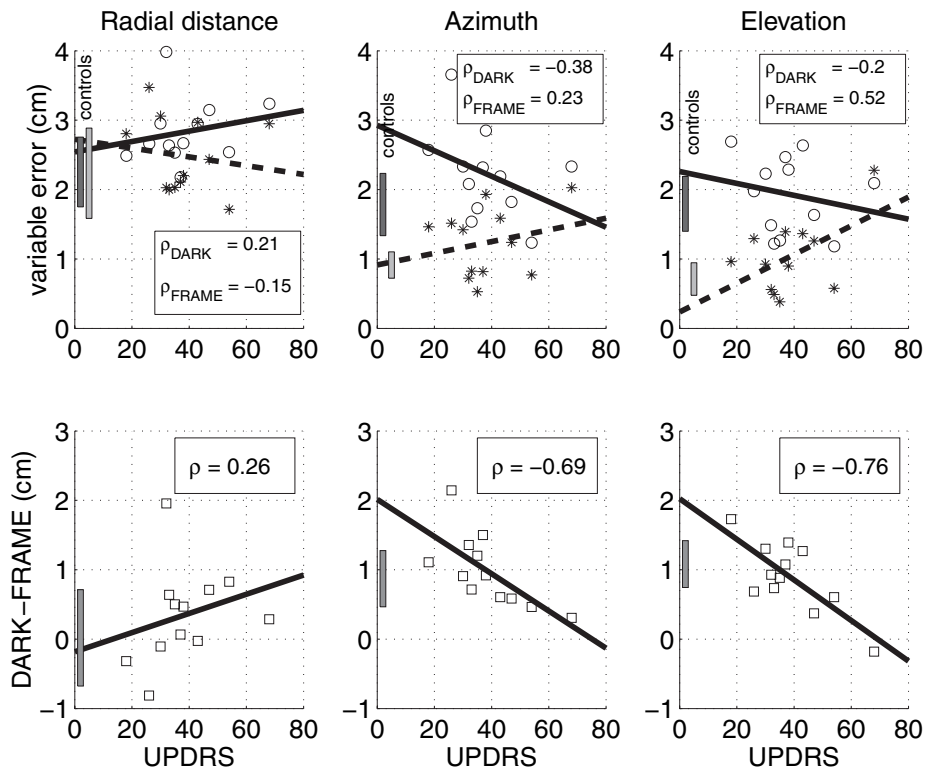 Radial distance Azimuth Elevation
variable error (cm)
4
3
2
1
0
controls
ρDARK = 0.21
ρFRAME = −0.15
0 20 40 60 80
4
3
2
1
0
controls
ρDARK = −0.38
ρFRAME = 0.23
0 20 40 60 80
4
3
2
1
0
controls
ρDARK = −0.2
ρFRAME = 0.52
0 20 40 60 80
DARK−FRAME (cm)
3
2
1
0
−1
ρ = 0.26
0 20 40 60 80
UPDRS
3
2
1
0
−1
ρ = −0.69
0 20 40 60 80
UPDRS
3
2
1
0
−1
ρ = −0.76
0 20 40 60 80
UPDRS